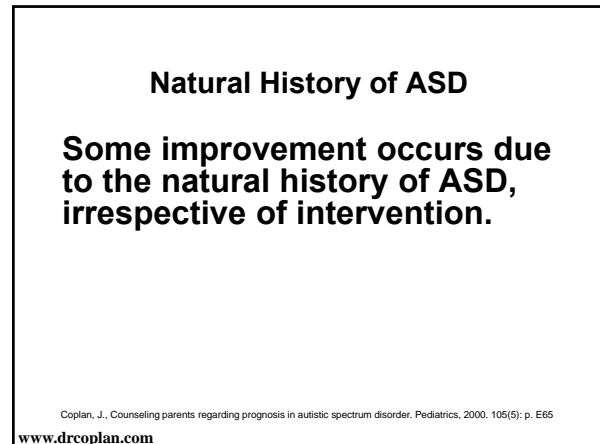 Natural History of ASD
Some improvement occurs due
to the natural history of ASD,
irrespective of intervention.
Coplan, J., Counseling parents regarding prognosis in autistic spectrum disorder. Pediatrics, 2000. 105(5): p. E65
www.drcoplan.com